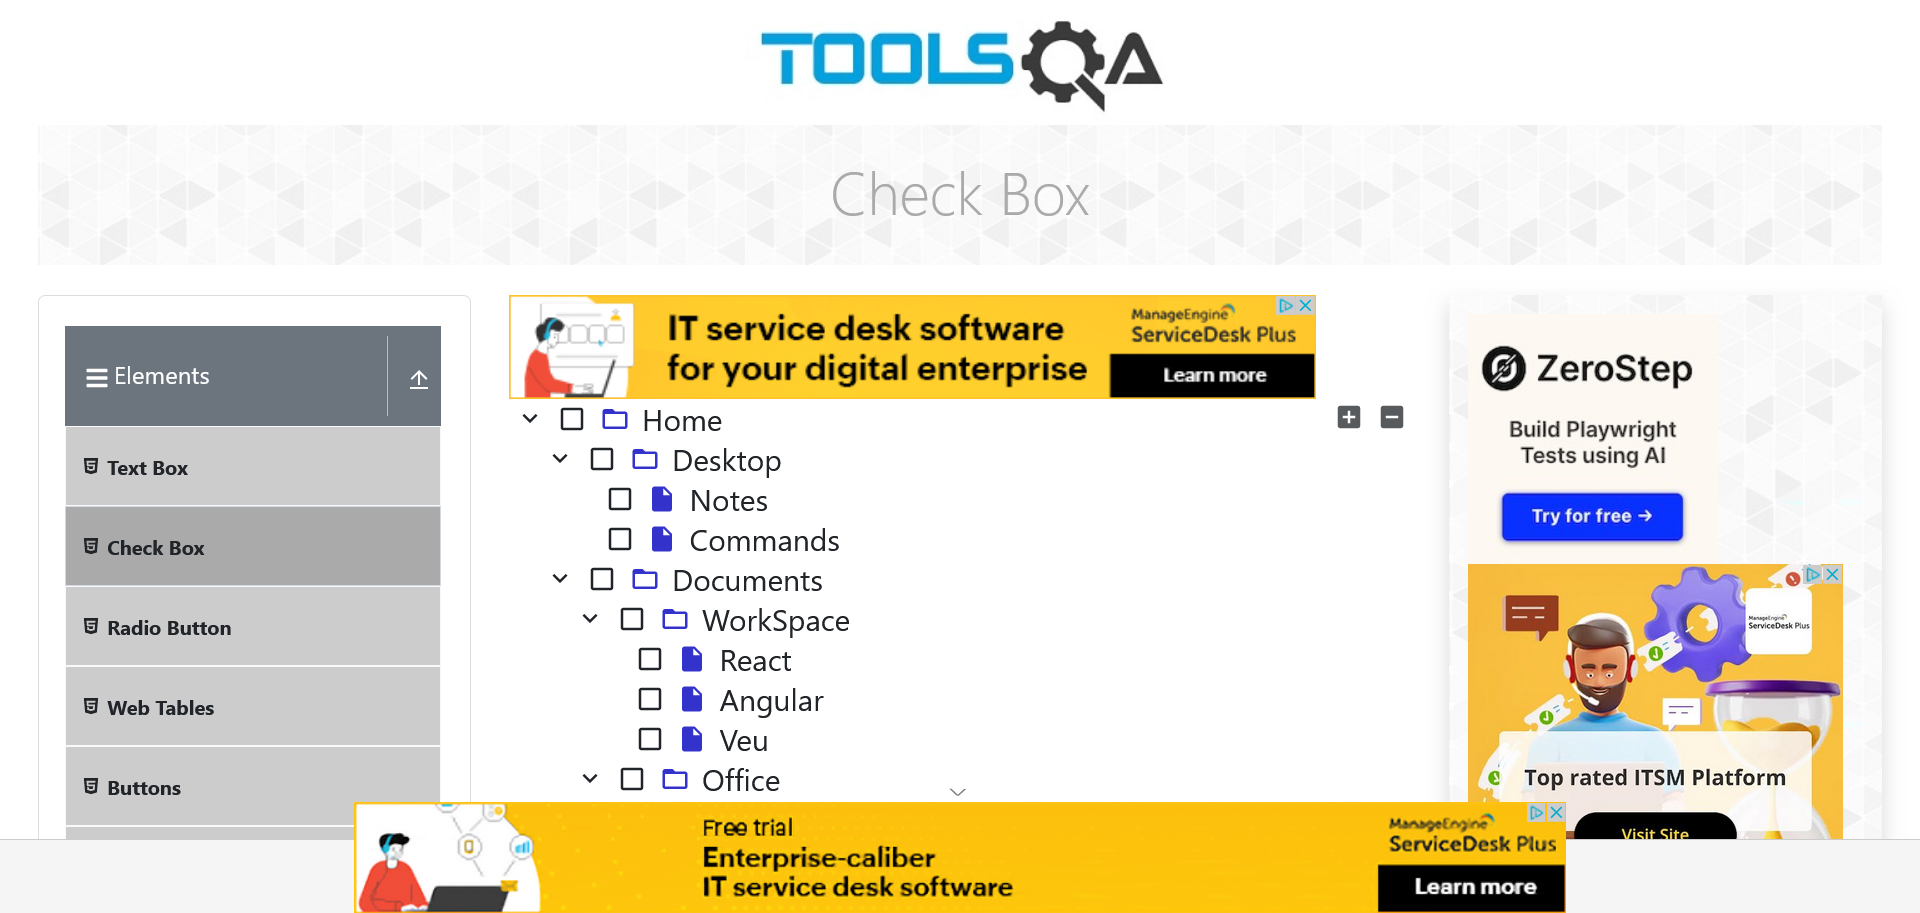 TOOLSQA
Check Box
Elements
Text Box
Check Box
Radio Button
Web Tables
Buttons
IT service desk software
for your digital enterprise
ManageEngine
ServiceDesk Plus
Learn more
Home
Desktop
Notes
Commands
Documents
WorkSpace
React
Angular
Veu
Office
ZeroStep
Build Playwright
Tests using AI
Try for free →
ManageEngine
ServiceDesk Plus
Top rated ITSM Platform
Visit Site
Free trial
Enterprise-caliber
IT service desk software
ManageEngine
ServiceDesk Plus
Learn more